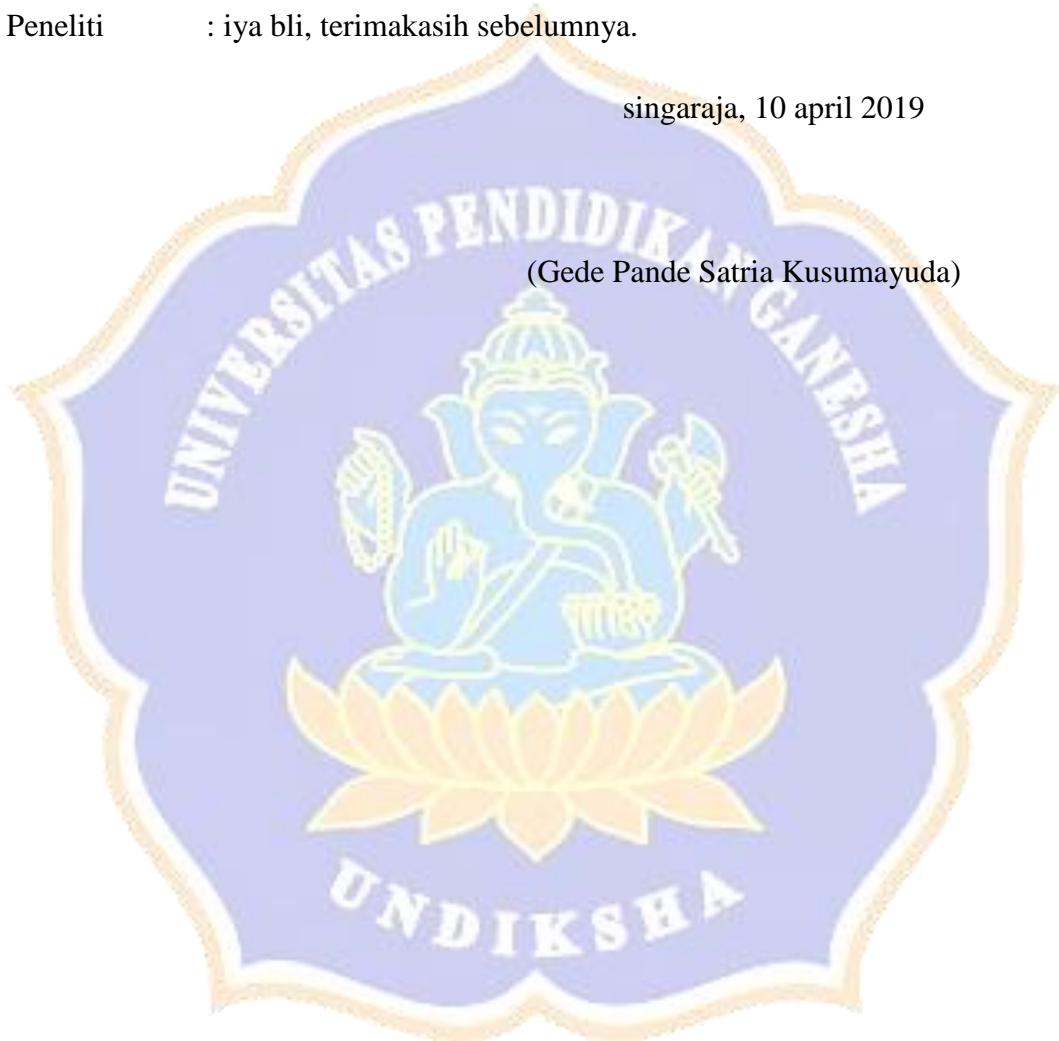 Peneliti : iya bli, terimakasih sebelumnya.
singaraja, 10 april 2019
UNIVERSITAS PENDIDIKAN GANESHA
(Gede Pande Satria Kusumayuda)
UNDIKSHA